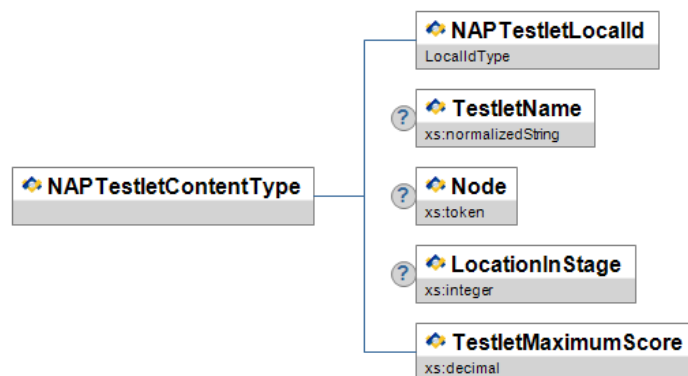 NAPTestletLocalId
LocalIdType
?
TestletName
xs:normalizedString
NAPTestletContentType
?
Node
xs:token
?
LocationInStage
xs:integer
TestletMaximumScore
xs:decimal